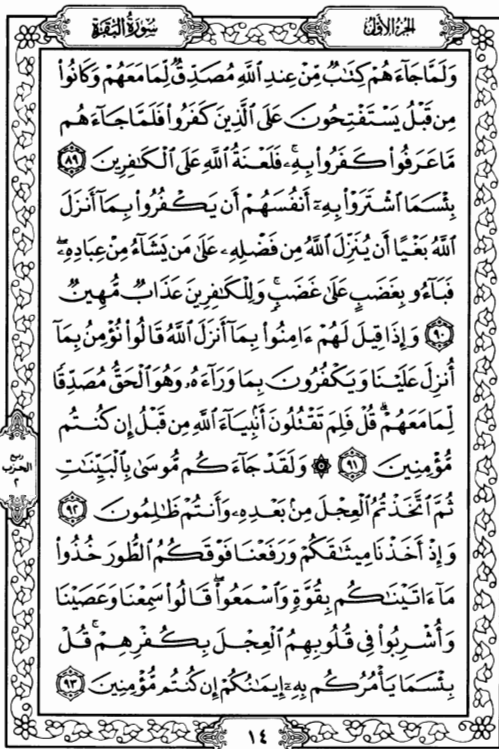 الجزء الأول
سورة البقرة
وَلَمَّا جَآءَهُمْ كِتَٰبٌ مِّنْ عِندِ ٱللَّهِ مُصَدِّقٌ لِّمَا مَعَهُمْ وَكَانُوا۟
مِن قَبْلُ يَسْتَفْتِحُونَ عَلَى ٱلَّذِينَ كَفَرُوا۟ فَلَمَّا جَآءَهُم
مَّا عَرَفُوا۟ كَفَرُوا۟ بِهِۦ ۚ فَلَعْنَةُ ٱللَّهِ عَلَى ٱلْكَٰفِرِينَ ٨٩
بِئْسَمَا ٱشْتَرَوْا۟ بِهِۦٓ أَنفُسَهُمْ أَن يَكْفُرُوا۟ بِمَآ أَنزَلَ
ٱللَّهُ بَغْيًا أَن يُنَزِّلَ ٱللَّهُ مِن فَضْلِهِۦ عَلَىٰ مَن يَشَآءُ مِنْ عِبَادِهِۦ ۖ
فَبَآءُو بِغَضَبٍ عَلَىٰ غَضَبٍ ۚ وَلِلْكَٰفِرِينَ عَذَابٌ مُّهِينٌ
٩٠ وَإِذَا قِيلَ لَهُمْ ءَامِنُوا۟ بِمَآ أَنزَلَ ٱللَّهُ قَالُوا۟ نُؤْمِنُ بِمَآ
أُنزِلَ عَلَيْنَا وَيَكْفُرُونَ بِمَا وَرَآءَهُۥ وَهُوَ ٱلْحَقُّ مُصَدِّقًا
لِّمَا مَعَهُمْ ۗ قُلْ فَلِمَ تَقْتُلُونَ أَنۢبِيَآءَ ٱللَّهِ مِن قَبْلُ إِن كُنتُم
مُّؤْمِنِينَ ٩١ ۞ وَلَقَدْ جَآءَكُم مُّوسَىٰ بِٱلْبَيِّنَٰتِ
ثُمَّ ٱتَّخَذْتُمُ ٱلْعِجْلَ مِنۢ بَعْدِهِۦ وَأَنتُمْ ظَٰلِمُونَ ٩٢
وَإِذْ أَخَذْنَا مِيثَٰقَكُمْ وَرَفَعْنَا فَوْقَكُمُ ٱلطُّورَ خُذُوا۟
مَآ ءَاتَيْنَٰكُم بِقُوَّةٍ وَٱسْمَعُوا۟ ۖ قَالُوا۟ سَمِعْنَا وَعَصَيْنَا
وَأُشْرِبُوا۟ فِى قُلُوبِهِمُ ٱلْعِجْلَ بِكُفْرِهِمْ ۚ قُلْ
بِئْسَمَا يَأْمُرُكُم بِهِۦٓ إِيمَٰنُكُمْ إِن كُنتُم مُّؤْمِنِينَ ٩٣
ربع
الحزب
٢
١٤